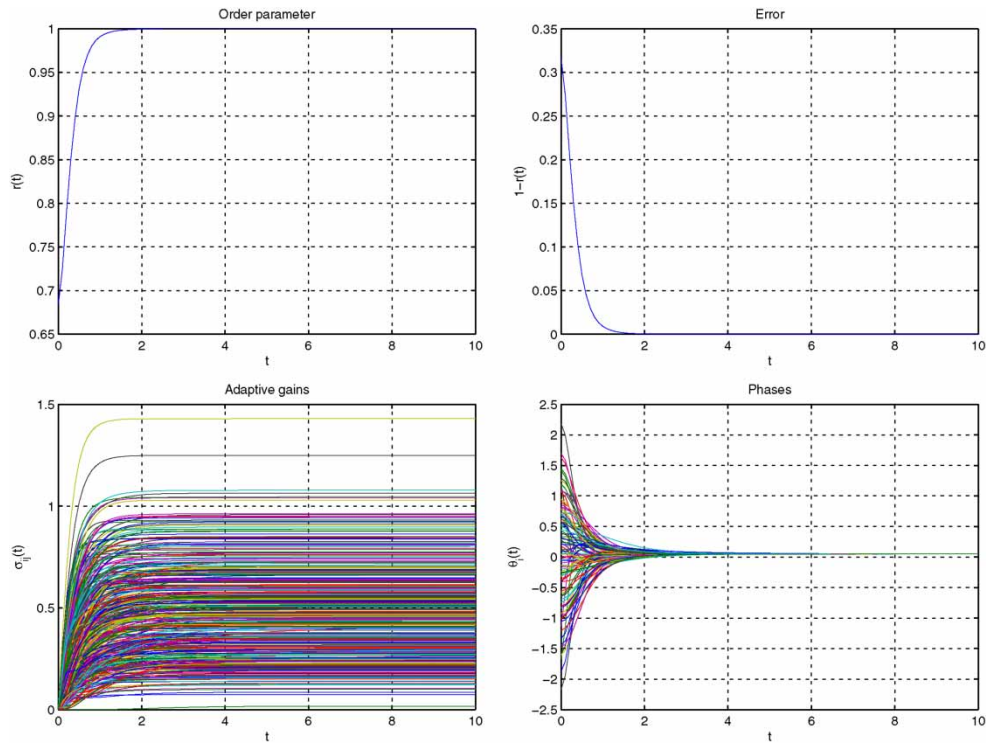 Order parameter
1
0.95
0.9
0.85
0.8
0.75
0.7
0.65
r(t)
0 2 4 6 8 10
t
Error
0.35
0.3
0.25
0.2
0.15
0.1
0.05
0
1−r(t)
0 2 4 6 8 10
t
Adaptive gains
1.5
1
0.5
0
σij(t)
0 2 4 6 8 10
t
Phases
2.5
2
1.5
1
0.5
0
−0.5
−1
−1.5
−2
−2.5
θi(t)
0 2 4 6 8 10
t